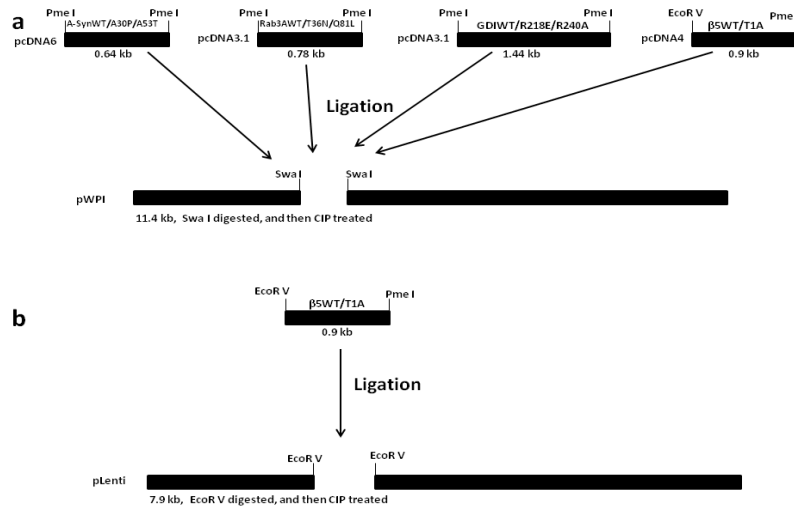 a
Pme I Pme I Pme I Pme I Pme I Pme I EcoR V Pme
A-SynWT/A30P/A53T Rab3AWT/T36N/Q81L GDIWT/R218E/R240A β5WT/T1A
pcDNA6 pcDNA3.1 pcDNA3.1 pcDNA4
0.64 kb 0.78 kb 1.44 kb 0.9 kb
Ligation
Swa I Swa I
pWPI
11.4 kb, Swa I digested, and then CIP treated
b
EcoR V Pme I
β5WT/T1A
0.9 kb
Ligation
EcoR V EcoR V
pLenti
7.9 kb, EcoR V digested, and then CIP treated